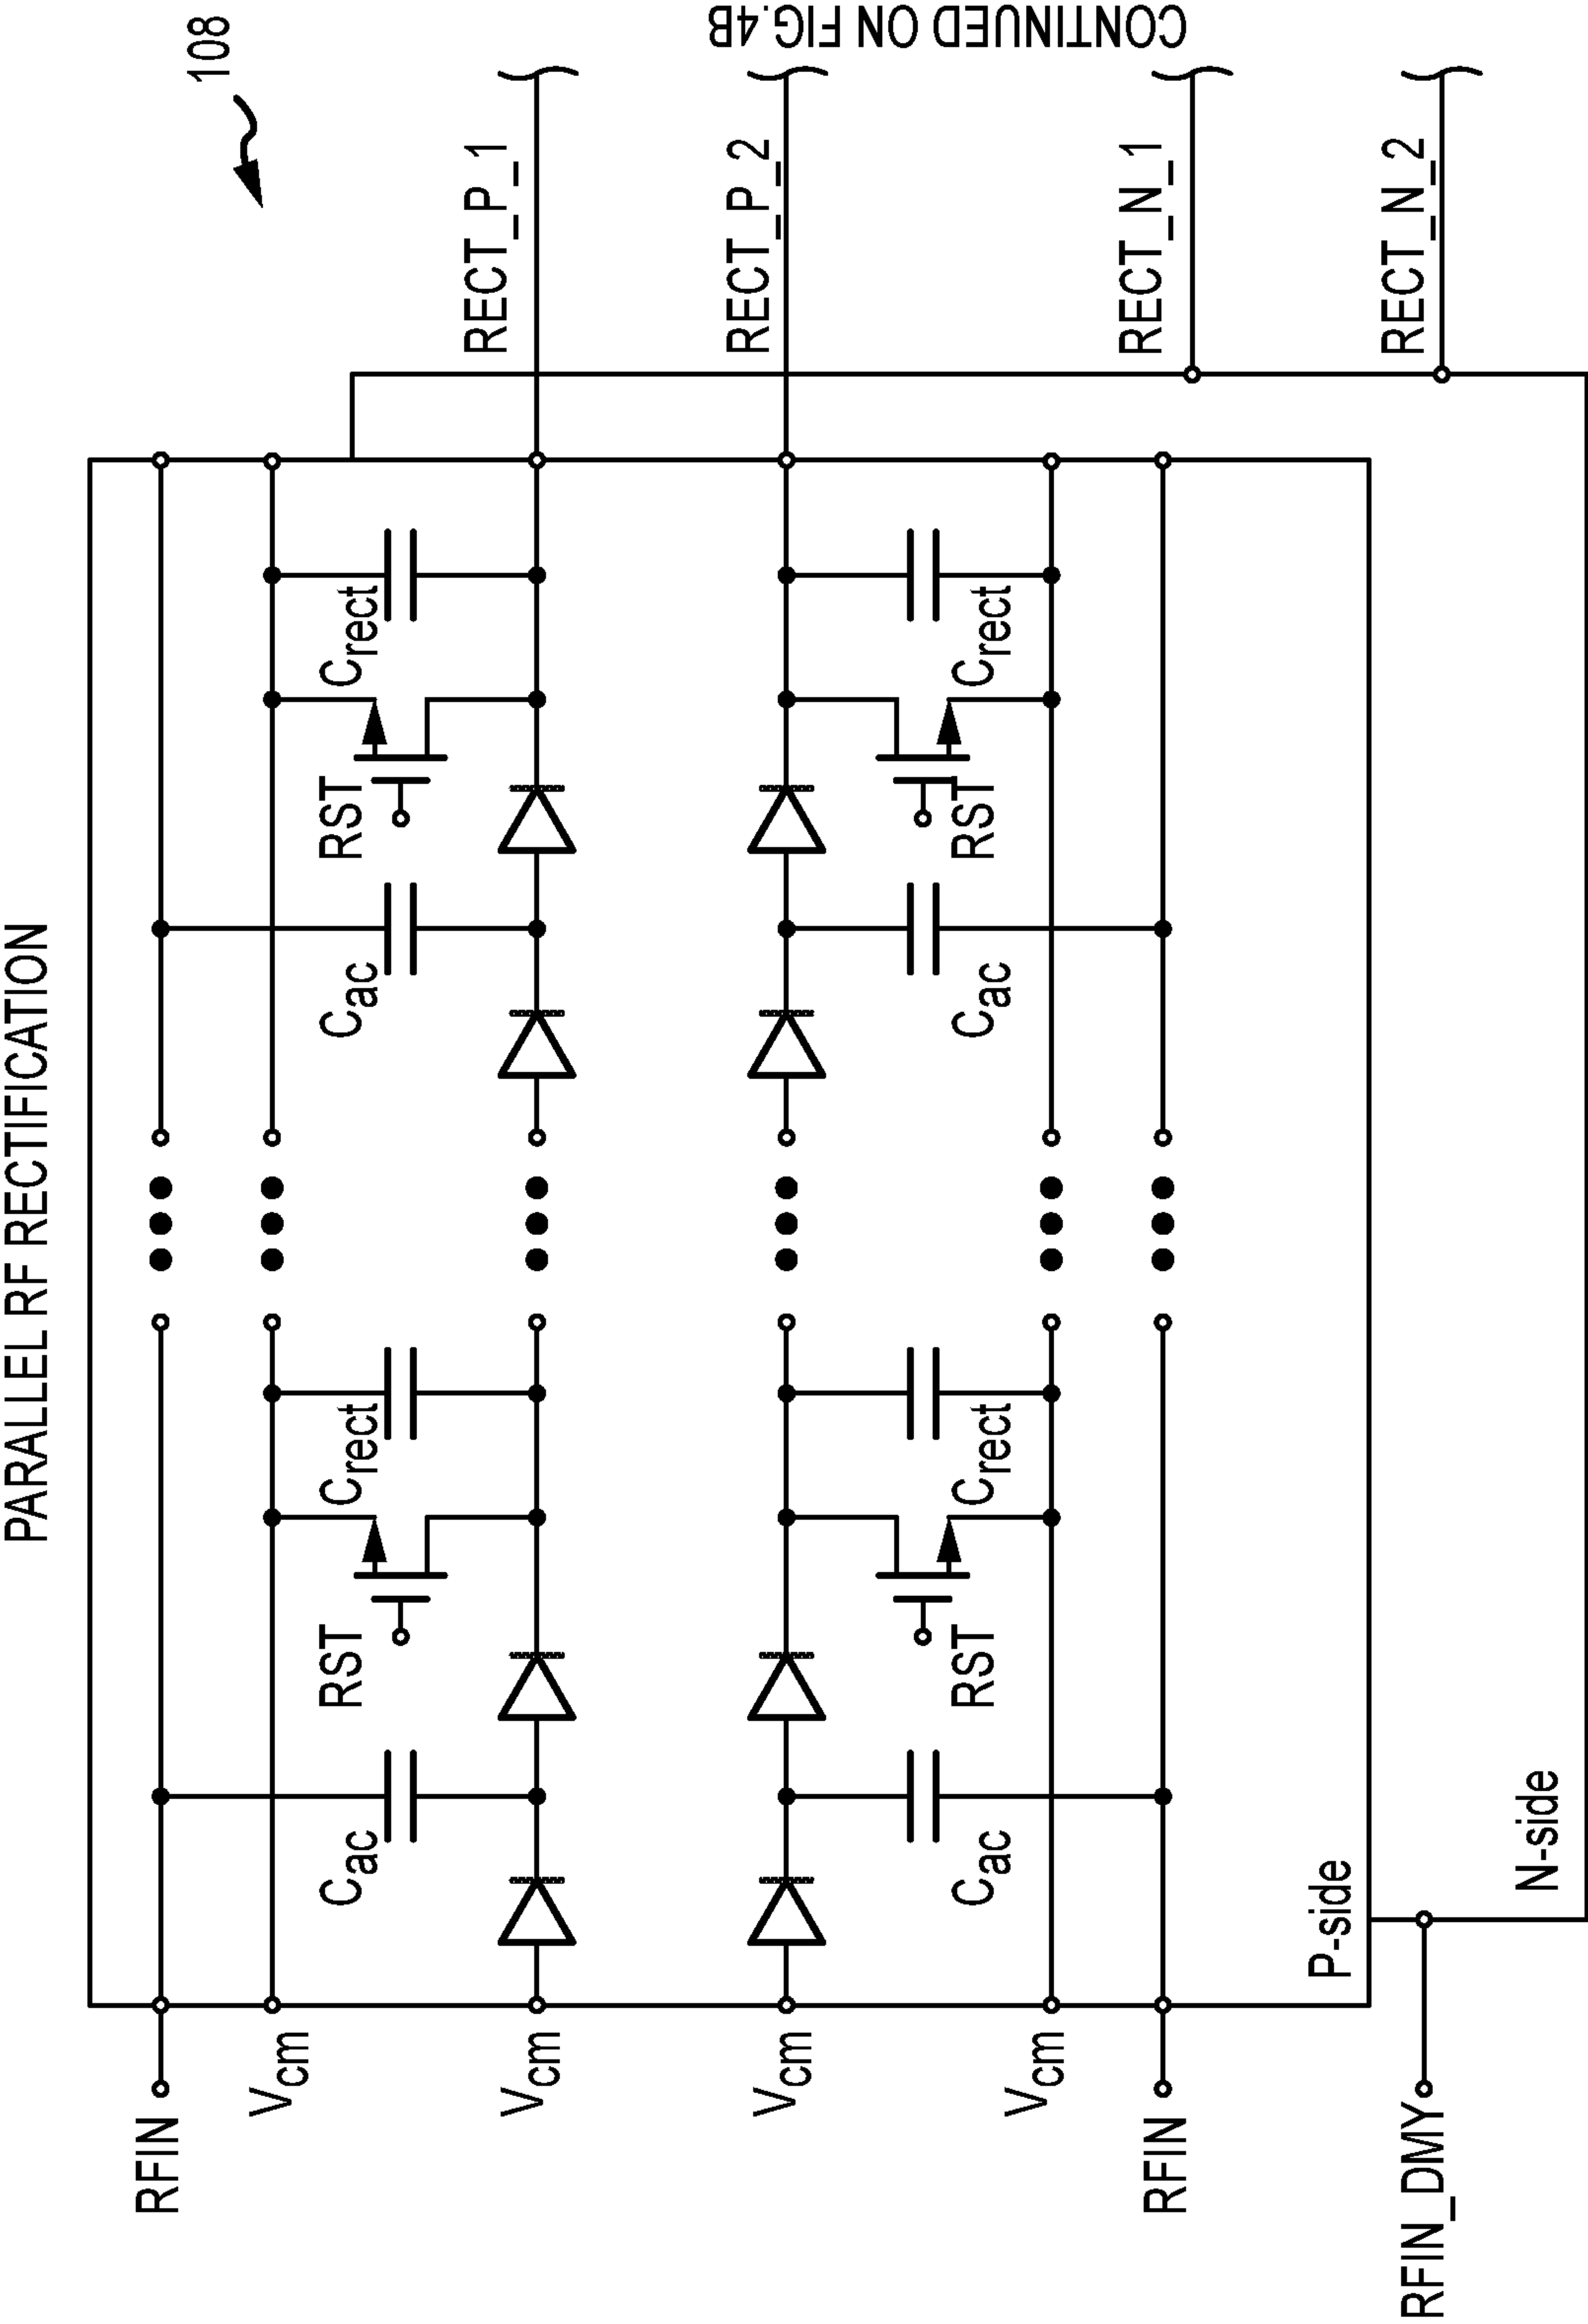 PARALLEL RF RECTIFICATION
108
RFIN
Vcm
Cac
RST
Crect
Cac
RST
Crect
RECT_P_1
Vcm
Vcm
RECT_P_2
Cac
RST
Crect
Cac
RST
Crect
Vcm
RFIN
RECT_N_1
P-side
RFIN_DMY
RECT_N_2
N-side
CONTINUED ON FIG.4B